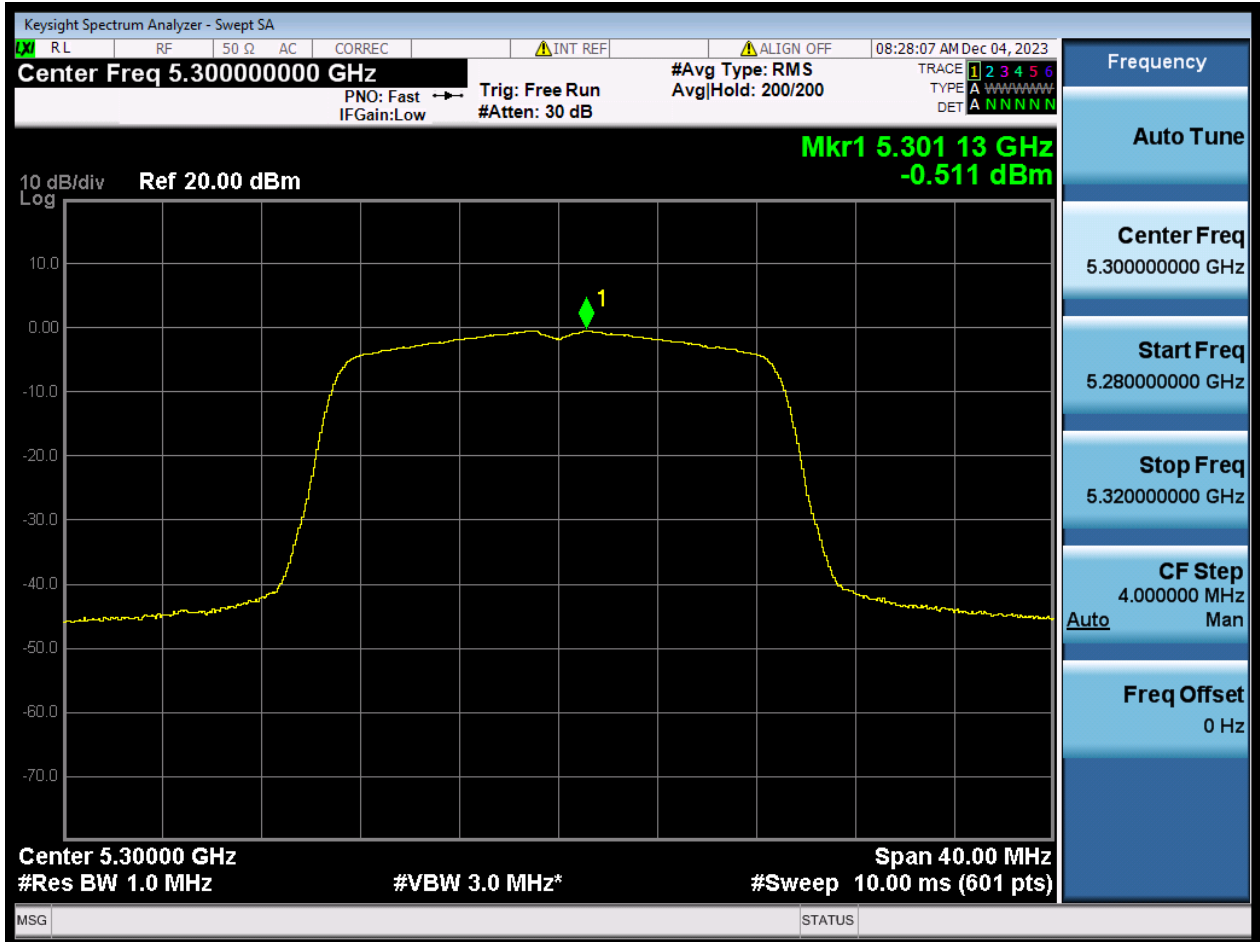 Keysight Spectrum Analyzer - Swept SA
LXI RL RF 50 Ω AC CORREC INT REF ALIGN OFF 08:28:07 AM Dec 04, 2023
Center Freq 5.300000000 GHz
PNO: Fast
IFGain:Low
Trig: Free Run
#Atten: 30 dB
#Avg Type: RMS
Avg|Hold: 200/200
TRACE 1 2 3 4 5 6
TYPE A WWWWW
DET A N N N N N
Mkr1 5.301 13 GHz
-0.511 dBm
10 dB/div Ref 20.00 dBm
Log
10.0
0.00
-10.0
-20.0
-30.0
-40.0
-50.0
-60.0
-70.0
1
Center 5.30000 GHz Span 40.00 MHz
#Res BW 1.0 MHz #VBW 3.0 MHz* #Sweep 10.00 ms (601 pts)
MSG STATUS
Frequency
Auto Tune
Center Freq
5.300000000 GHz
Start Freq
5.280000000 GHz
Stop Freq
5.320000000 GHz
CF Step
4.000000 MHz
Auto Man
Freq Offset
0 Hz